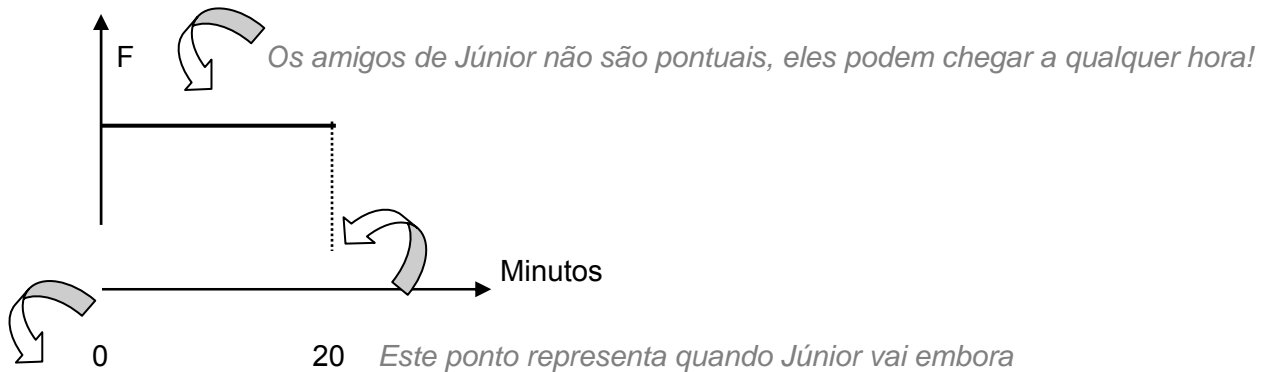 F
Os amigos de Júnior não são pontuais, eles podem chegar a qualquer hora!
Minutos
0 20 Este ponto representa quando Júnior vai embora